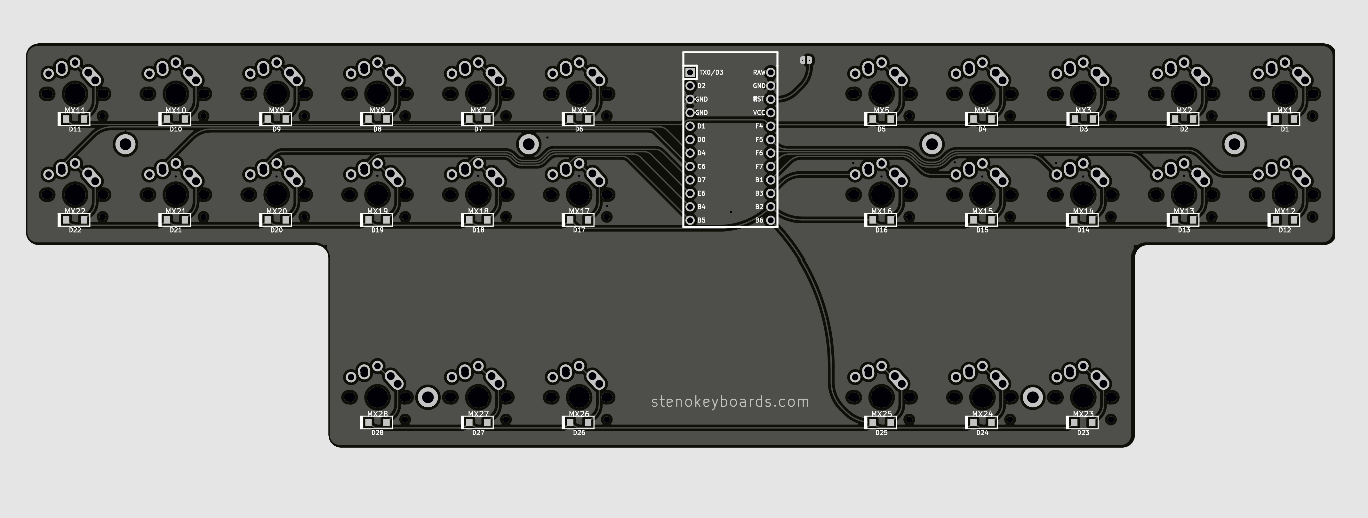 TX0/D3 RAW
D2 GND
GND RST
GND VCC
MX11 MX10 MX9 MX8 MX7 MX6 MX5 MX4 MX3 MX2 MX1
D11 D10 D9 D8 D7 D6 D1 F4 D5 D4 D3 D2 D1
D0 F5
D4 F6
C6 F7
D7 B1
E6 B3
B4 B2
MX22 MX21 MX20 MX19 MX18 MX17 MX16 MX15 MX14 MX13 MX12
D5 B6
D22 D21 D20 D19 D18 D17 D16 D15 D14 D13 D12
stenokeyboards.com
MX28 MX27 MX26 MX25 MX24 MX23
D28 D27 D26 D25 D24 D23